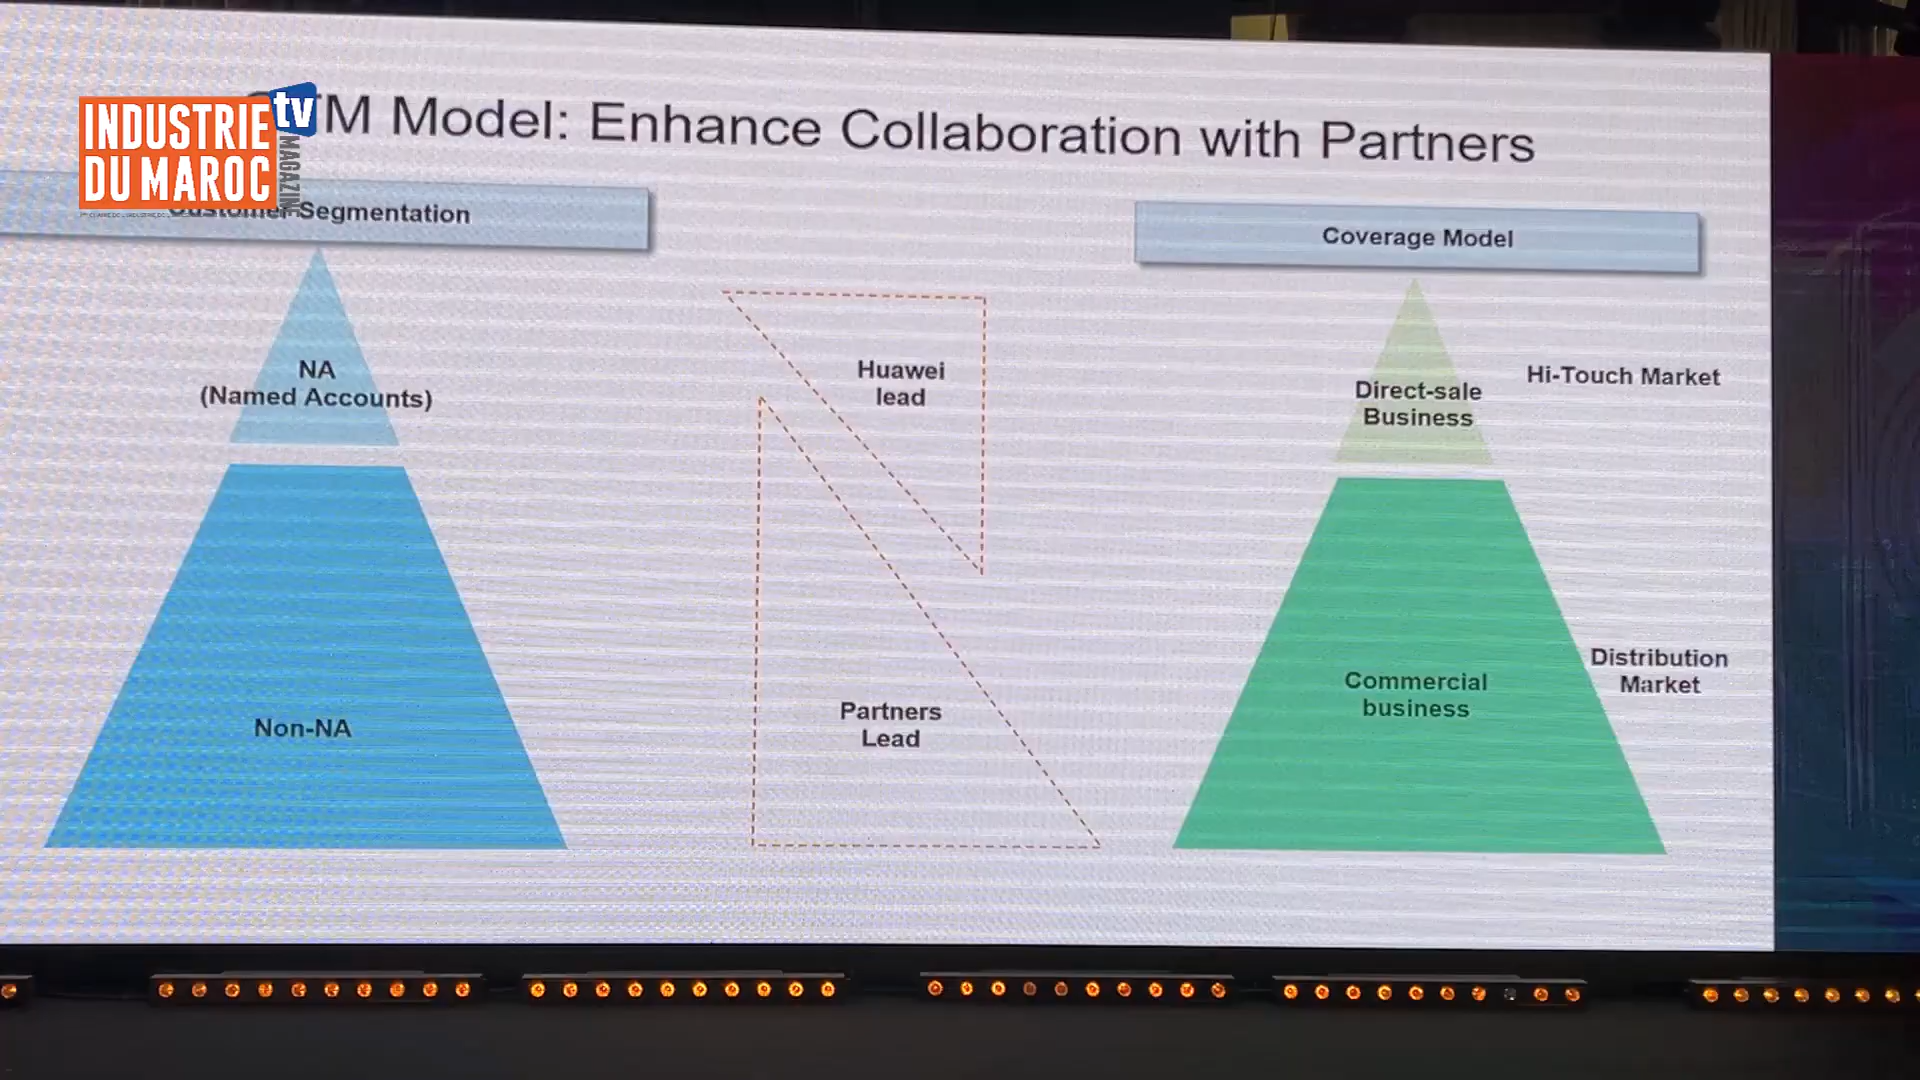 INDUSTRIE
DU MAROC
tv
MAGAZINE
Model: Enhance Collaboration with Partners
Customer Segmentation
Coverage Model
NA
(Named Accounts)
Huawei
lead
Direct-sale
Business
Hi-Touch Market
Non-NA
Partners
Lead
Commercial
business
Distribution
Market